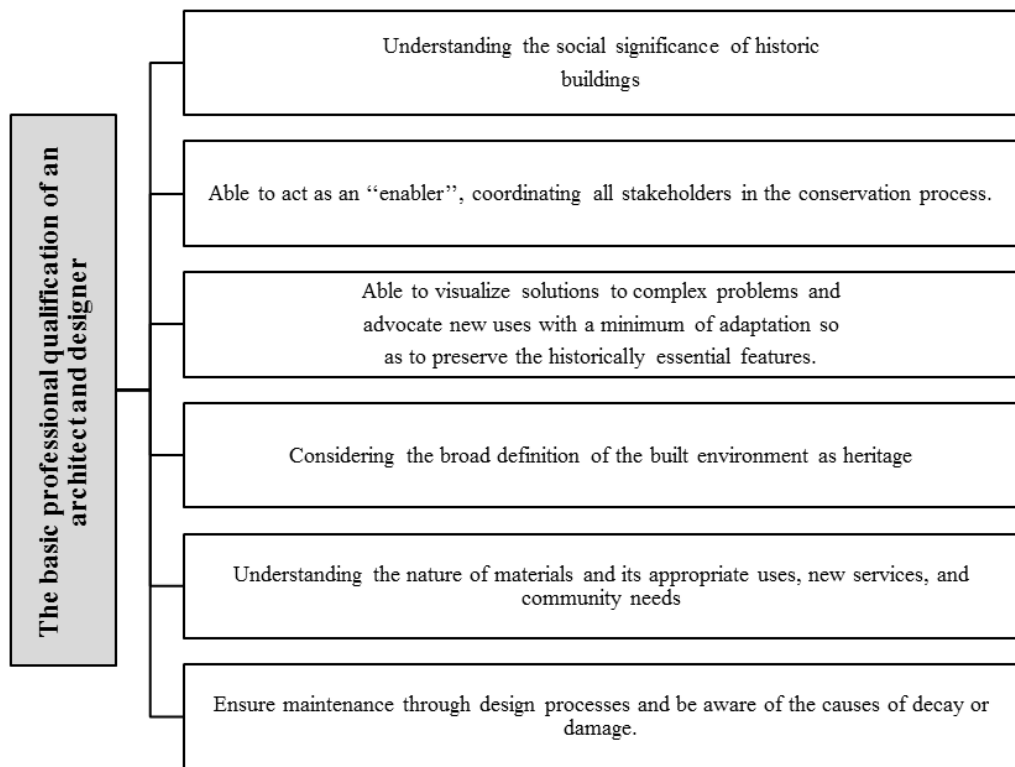 The basic professional qualification of an
architect and designer
Understanding the social significance of historic
buildings
Able to act as an “enabler”, coordinating all stakeholders in the conservation process.
Able to visualize solutions to complex problems and
advocate new uses with a minimum of adaptation so
as to preserve the historically essential features.
Considering the broad definition of the built environment as heritage
Understanding the nature of materials and its appropriate uses, new services, and
community needs
Ensure maintenance through design processes and be aware of the causes of decay or
damage.